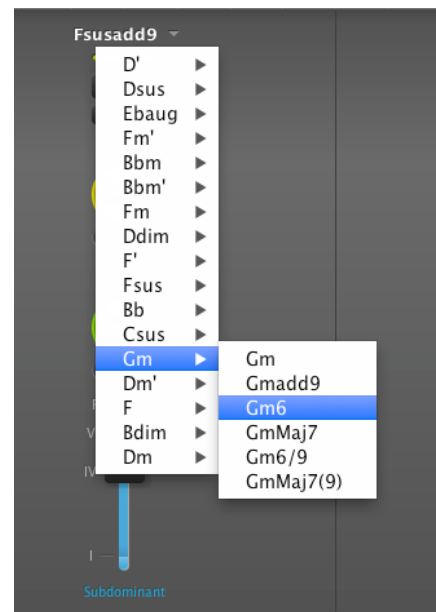 Fsusadd9
D'
Dsus
Ebaug
Fm'
Bbm
Bbm'
Fm
Ddim
F'
Fsus
Bb
Csus
Gm
Dm'
F
Bdim
Dm
Gm
Gmadd9
Gm6
GmMaj7
Gm6/9
GmMaj7(9)
IV
I
Subdominant